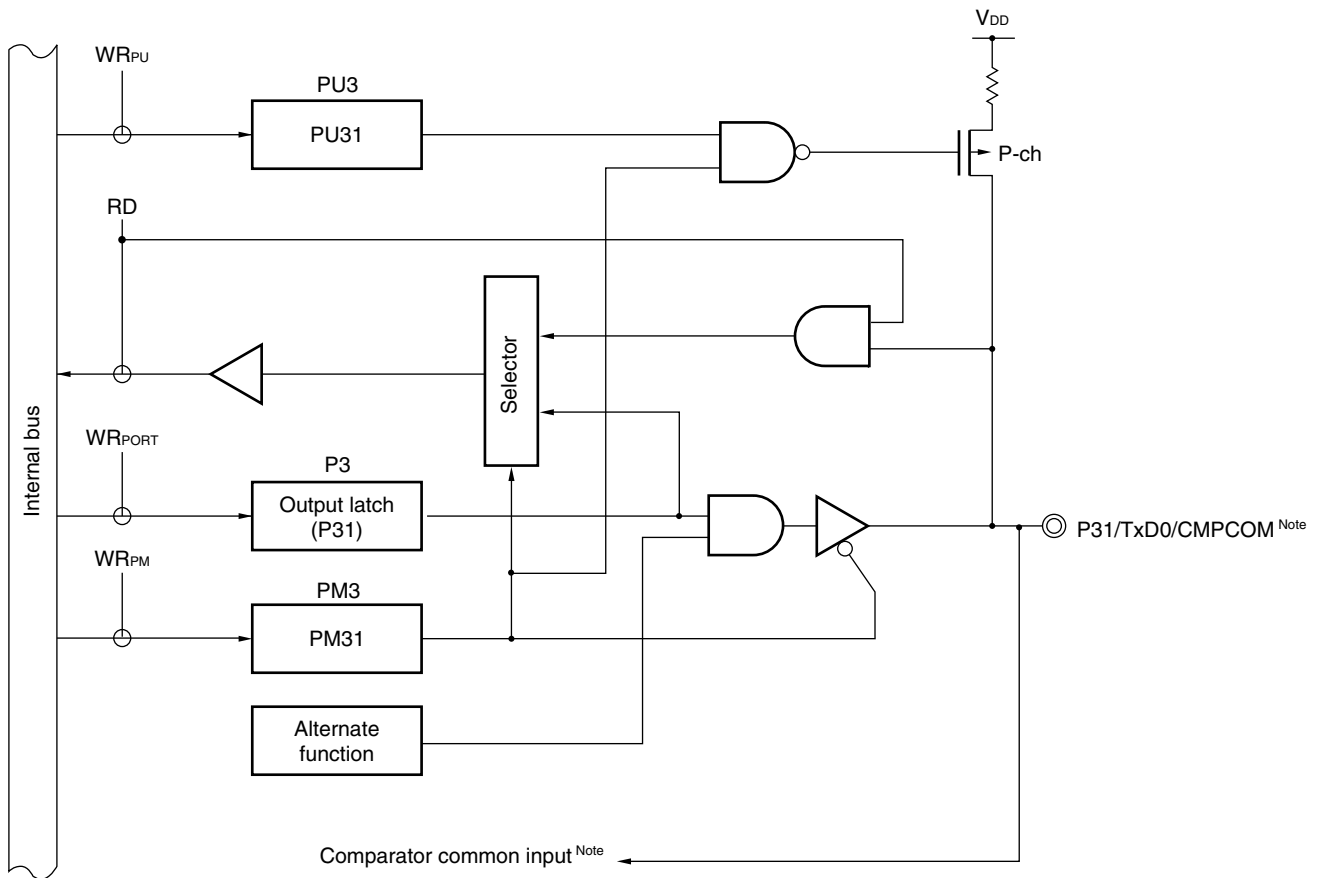 VDD
WRPU
PU3
PU31
P-ch
RD
Selector
Internal bus
WRPORT
P3
Output latch
(P31)
P31/TxD0/CMPCOM Note
WRPM
PM3
PM31
Alternate
function
Comparator common input Note